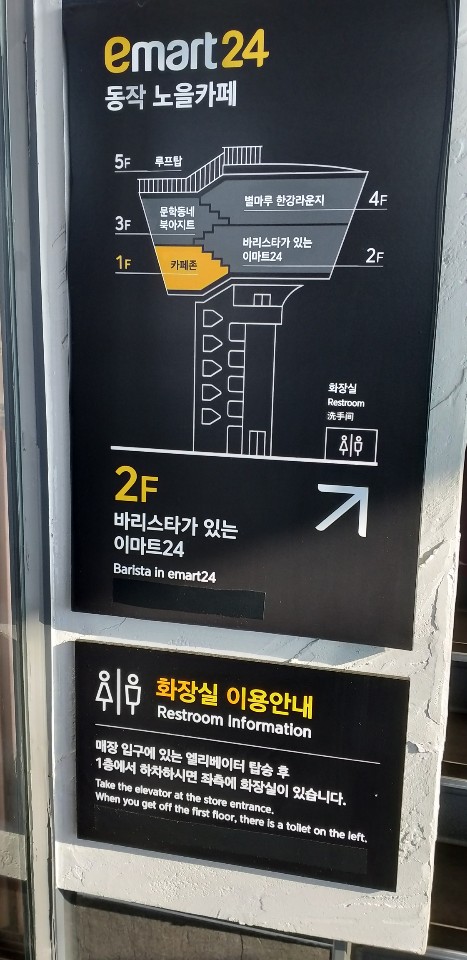 emart24
동작 노을카페
5F 루프탑
별마루 한강라운지 4F
문학동네
북아지트
3F
바리스타가 있는
이마트24
2F
1F 카페존
화장실
Restroom
洗手间
2F
바리스타가 있는
이마트24
Barista in emart24
화장실 이용안내
Restroom Information
매장 입구에 있는 엘리베이터 탑승 후
1층에서 하차하시면 좌측에 화장실이 있습니다.
Take the elevator at the store entrance.
When you get off the first floor, there is a toilet on the left.